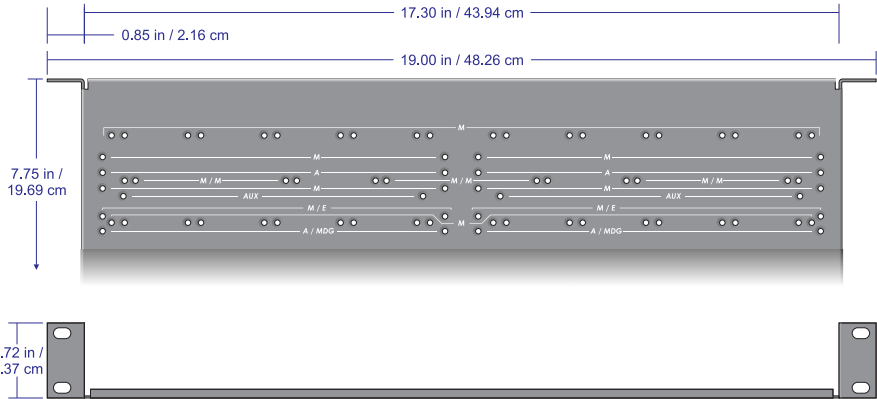 17.30 in / 43.94 cm
0.85 in / 2.16 cm
19.00 in / 48.26 cm
M
7.75 in /
19.69 cm
M M
A A
M / M M / M M / M
M M
AUX AUX
M / E M / E
M
A / MDG A / MDG
.72 in /
.37 cm